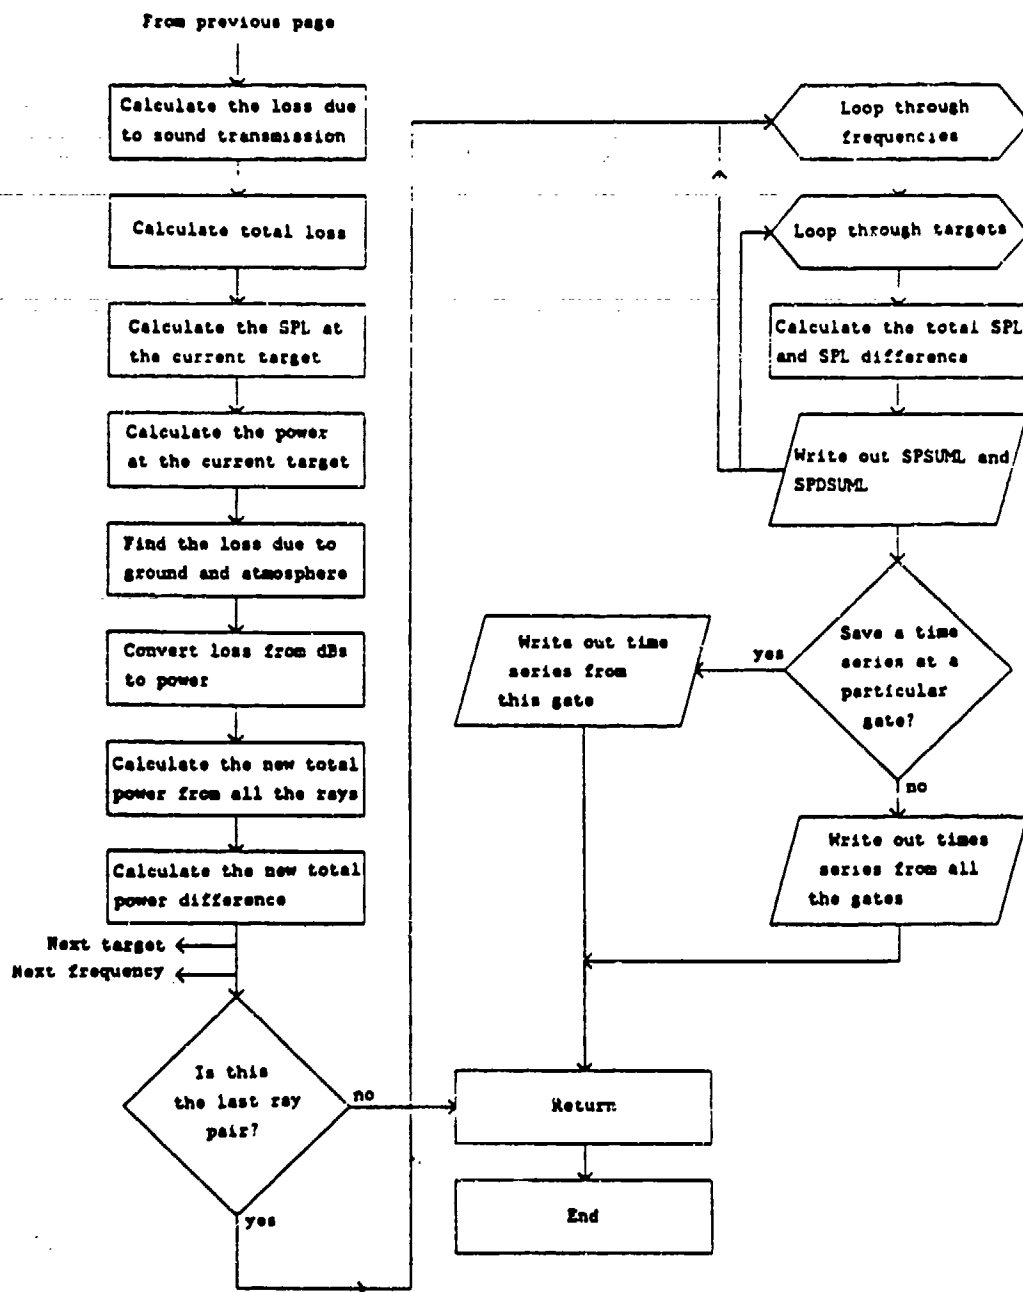 From previous page
Calculate the loss due
to sound transmission
Calculate total loss
Calculate the SPL at
the current target
Calculate the power
at the current target
Find the loss due to
ground and atmosphere
Convert loss from dBs
to power
Calculate the new total
power from all the rays
Calculate the new total
power difference
Next target
Next frequency
Is this
the last ray
pair?
no
yes
Loop through
frequencies
Loop through targets
Calculate the total SPL
and SPL difference
Write out SPSUML and
SPDSUML
Save a time
series at a
particular
gate?
yes
no
Write out time
series from
this gate
Write out times
series from all
the gates
Return
End